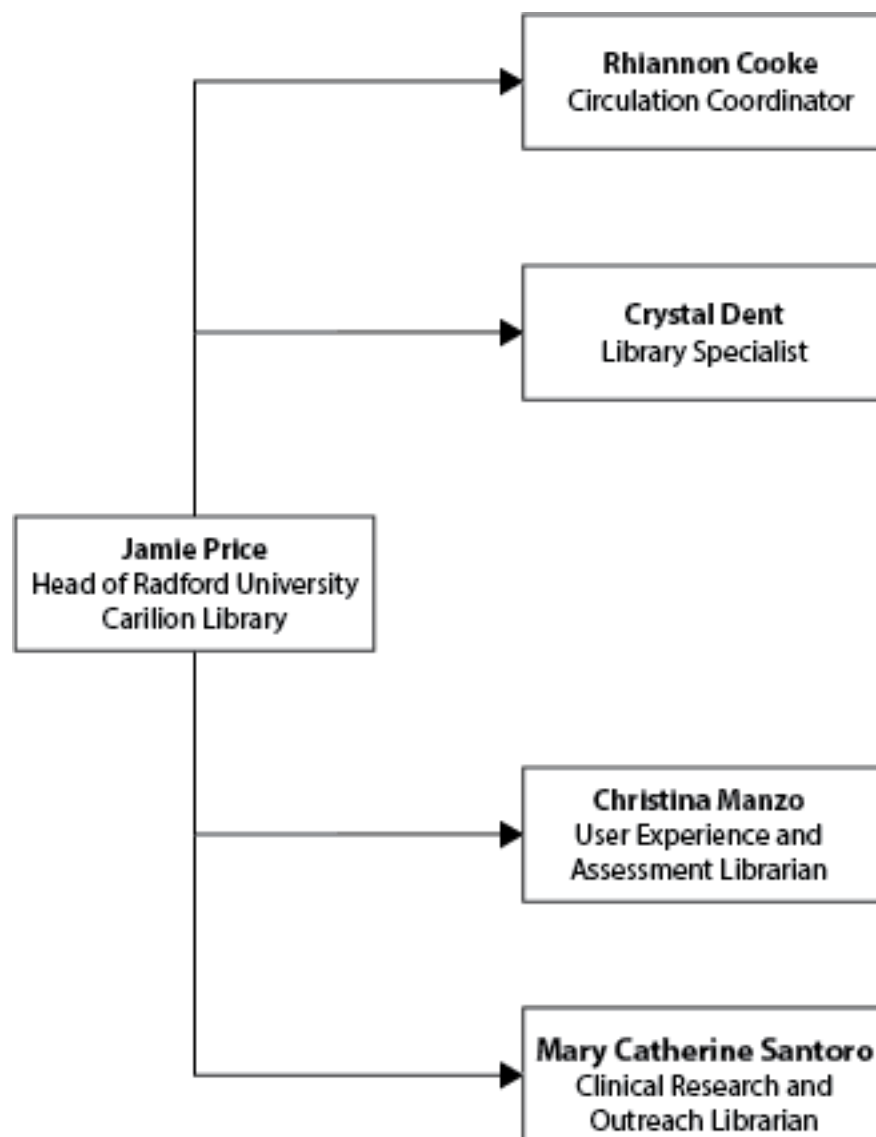 Rhiannon Cooke
Circulation Coordinator
Crystal Dent
Library Specialist
Jamie Price
Head of Radford University
Carilion Library
Christina Manzo
User Experience and
Assessment Librarian
Mary Catherine Santoro
Clinical Research and
Outreach Librarian